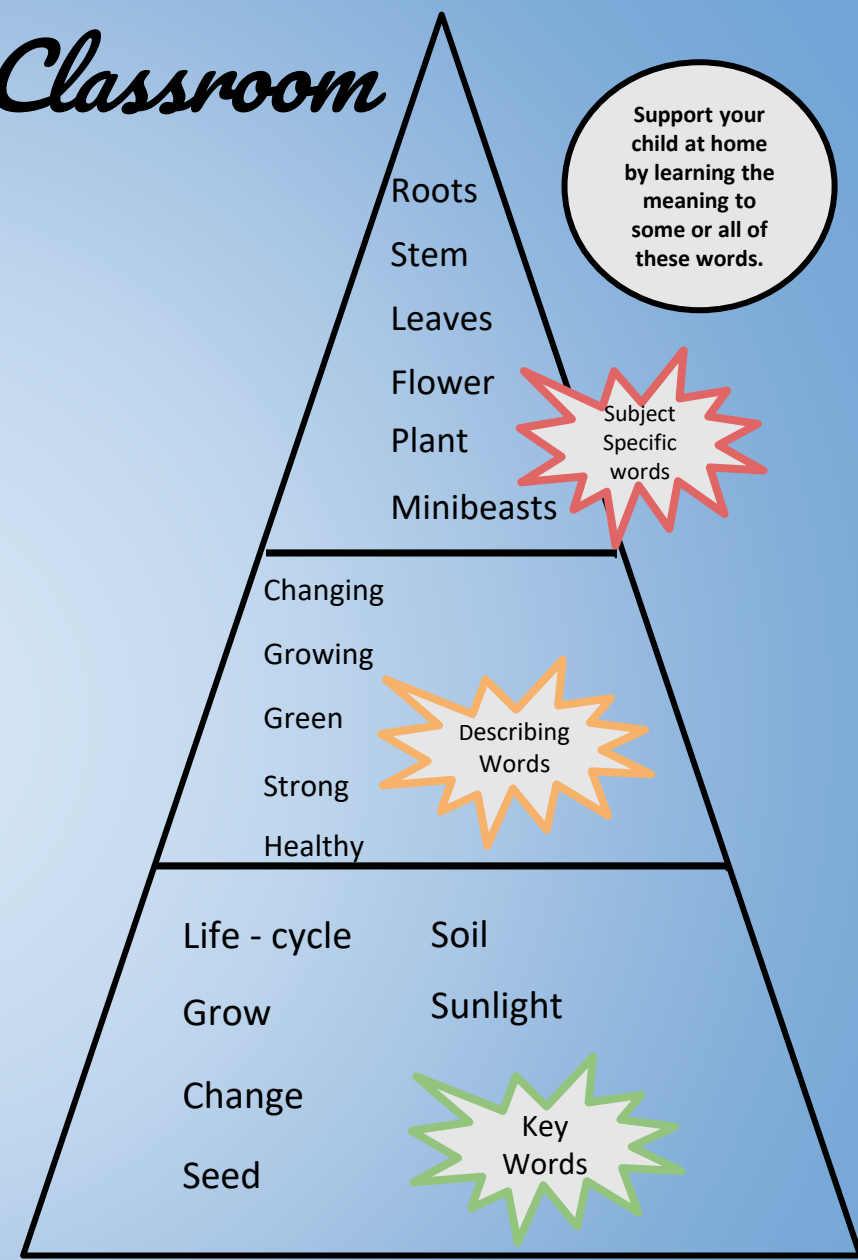 Classroom
Support your
child at home
by learning the
meaning to
some or all of
these words.
Roots
Stem
Leaves
Flower
Plant
Minibeasts
Subject
Specific
words
Changing
Growing
Green
Strong
Healthy
Describing
Words
Life - cycle
Grow
Change
Seed
Soil
Sunlight
Key
Words